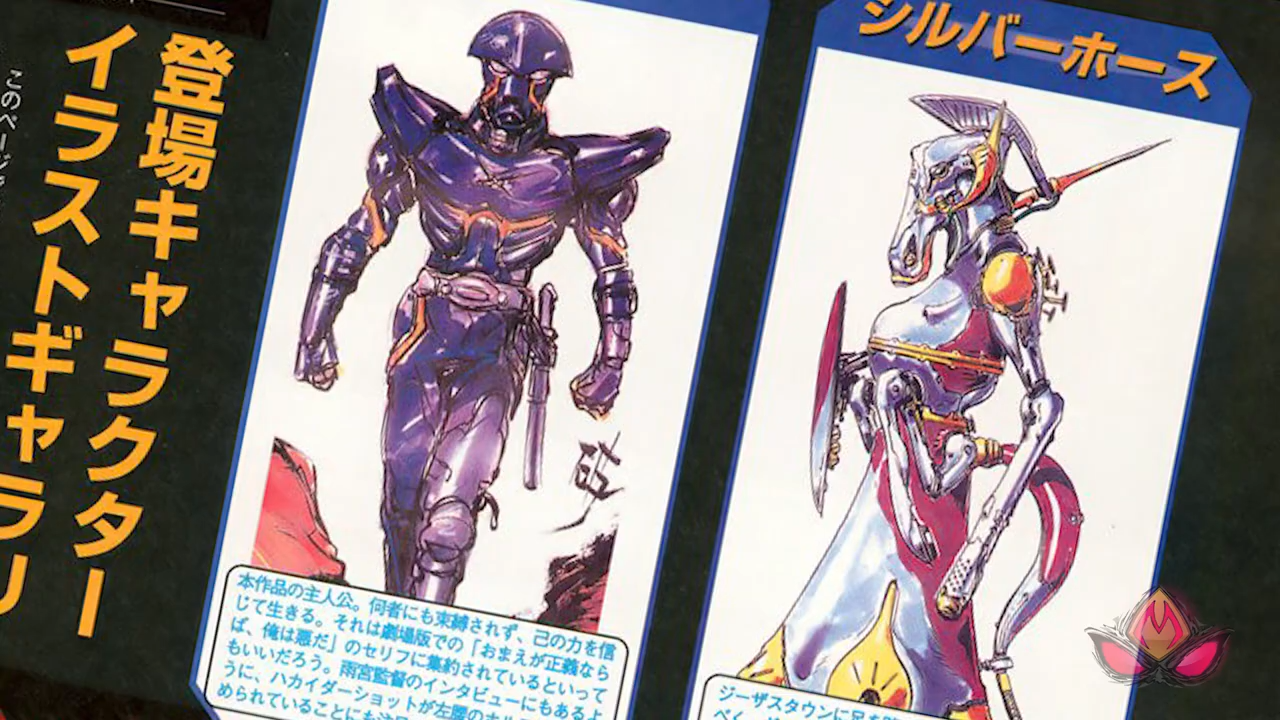 登場キャラクター
イラストギャラリ
このページ
シルバーホース
本作品の主人公。何者にも束縛されず、己の力を信
じて生きる。それは劇場版での「おまえが正義なら
ば、俺は悪だ」のセリフに集約されているといって
もいいだろう。雨宮監督のインタビューにもあるよ
うに、ハカイダーショットが左腰のホル
められていることにも注目
ジーザスタウンに